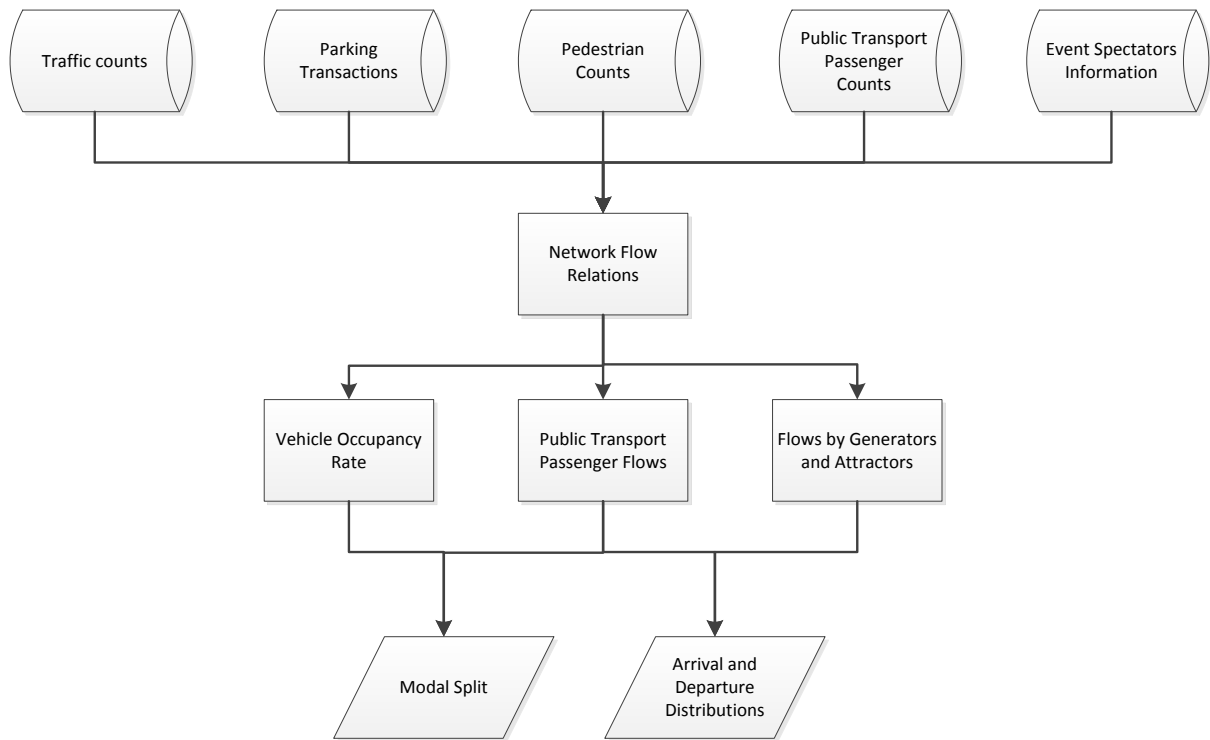 Traffic counts
Parking
Transactions
Pedestrian
Counts
Public Transport
Passenger
Counts
Event Spectators
Information
Network Flow
Relations
Vehicle Occupancy
Rate
Public Transport
Passenger Flows
Flows by Generators
and Attractors
Modal Split
Arrival and
Departure
Distributions